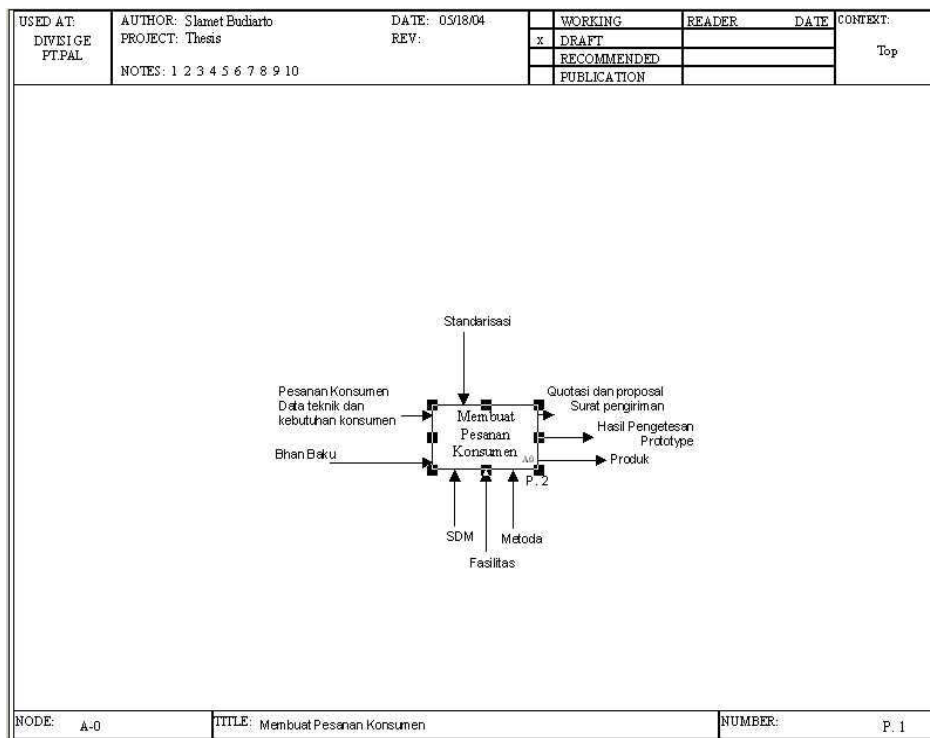 USED AT:
DIVISI GE
PT.PAL
AUTHOR: Slamet Budiarto
PROJECT: Thesis
NOTES: 1 2 3 4 5 6 7 8 9 10
DATE: 05/18/04
REV:
WORKING
x DRAFT
RECOMMENDED
PUBLICATION
READER DATE
CONTEXT:
Top
Standarisasi
Pesanan Konsumen
Data teknik dan
kebutuhan konsumen
Bhan Baku
Membuat
Pesanan
Konsumen
A0
P. 2
Quotasi dan proposal
Surat pengiriman
Hasil Pengetesan
Prototype
Produk
SDM
Metoda
Fasilitas
NODE: A-0
TITLE: Membuat Pesanan Konsumen
NUMBER: P. 1